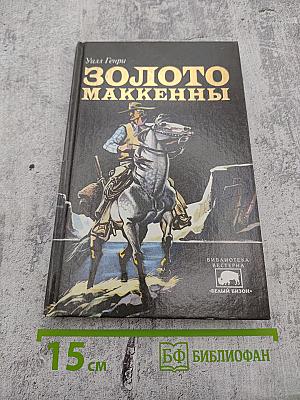 Уилл Генри
ЗОЛОТО
МАККЕННЫ
БИБЛИОТЕКА
ВЕСТЕРНА
«БЕЛЫЙ БИЗОН»
15 см
БФ БИБЛИОФАН